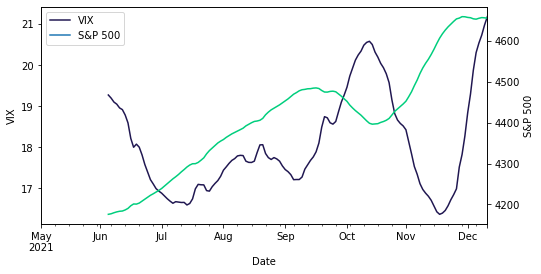 VIX
S&P 500
21
20
19
18
17
VIX
4600
4500
4400
4300
4200
S&P 500
May
2021
Jun
Jul
Aug
Sep
Oct
Nov
Dec
Date